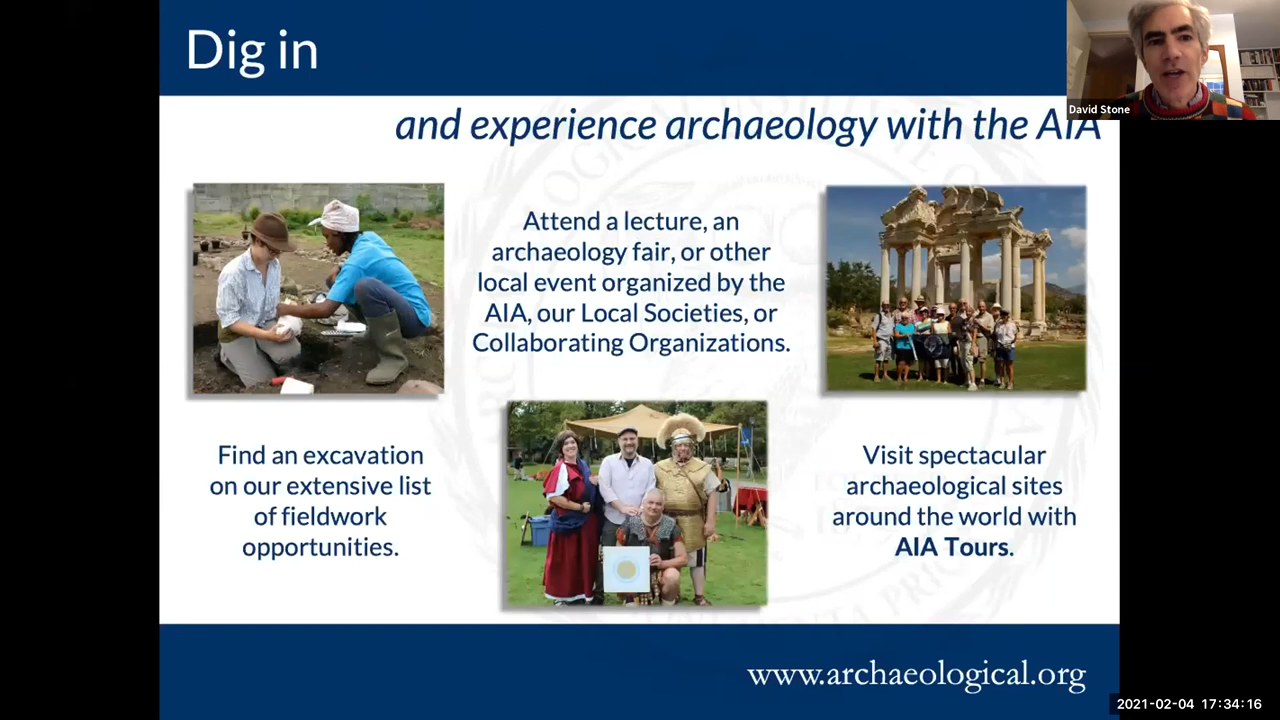 Dig in
David Stone
and experience archaeology with the AIA
Attend a lecture, an
archaeology fair, or other
local event organized by the
AIA, our Local Societies, or
Collaborating Organizations.
Find an excavation
on our extensive list
of fieldwork
opportunities.
Visit spectacular
archaeological sites
around the world with
AIA Tours.
www.archaeological.org
2021-02-04 17:34:16